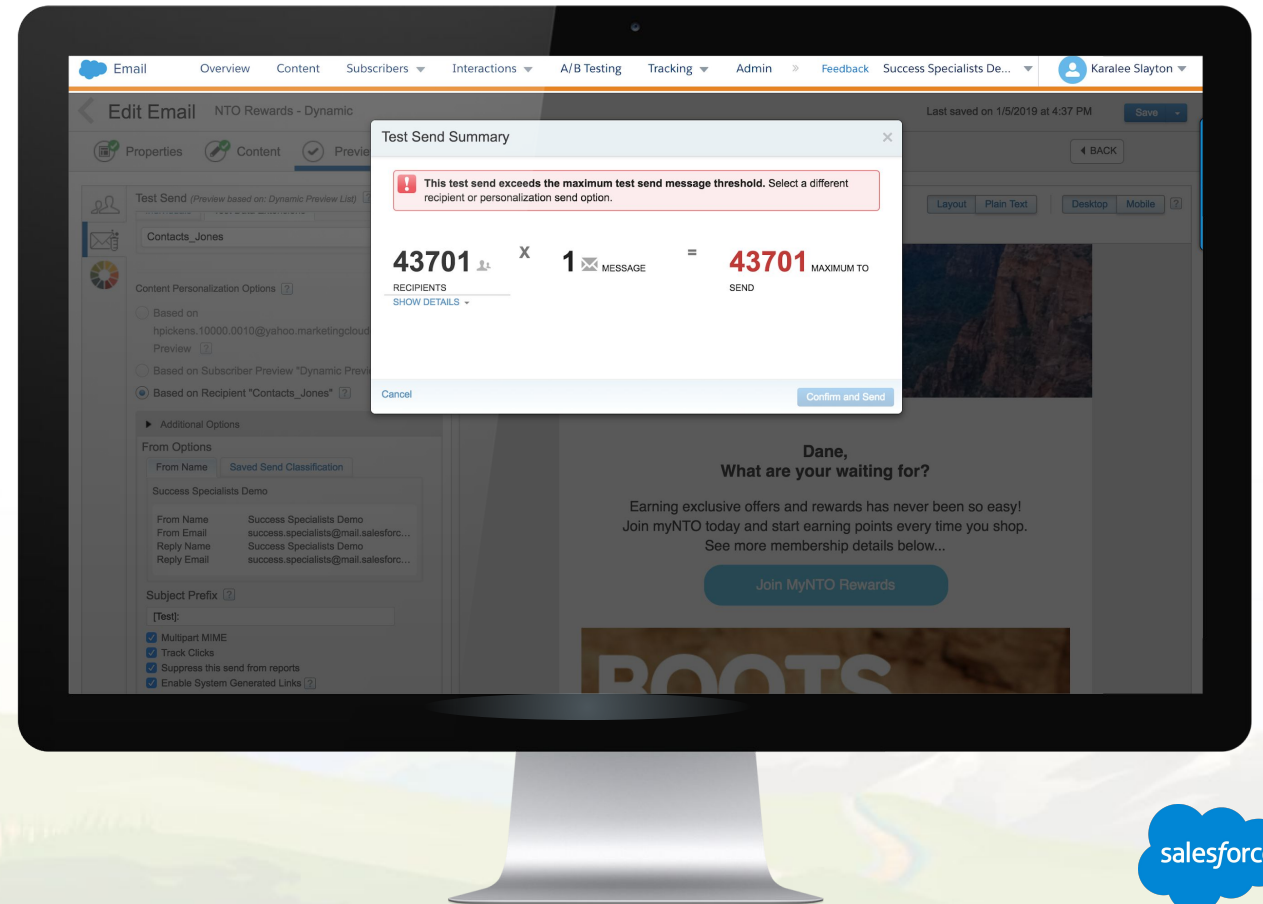 Email Overview Content Subscribers Interactions A/B Testing Tracking Admin » Feedback Success Specialists De... Karalee Slayton
Edit Email NTO Rewards - Dynamic Last saved on 1/5/2019 at 4:37 PM Save
Properties Content Previe BACK
Test Send Summary ×
This test send exceeds the maximum test send message threshold. Select a different
recipient or personalization send option.
43701 X 1 MESSAGE = 43701 MAXIMUM TO
RECIPIENTS SEND
SHOW DETAILS
Cancel Confirm and Send
Test Send (Preview based on: Dynamic Preview List) ?
Contacts_Jones
Content Personalization Options ?
Based on
hpickens.10000.0010@yahoo.marketingcloud
Preview ?
Based on Subscriber Preview "Dynamic Previ
Based on Recipient "Contacts_Jones" ?
Additional Options
From Options
From Name Saved Send Classification
Success Specialists Demo
From Name Success Specialists Demo
From Email success.specialists@mail.salesforc...
Reply Name Success Specialists Demo
Reply Email success.specialists@mail.salesforc...
Subject Prefix ?
[Test]:
Multipart MIME
Track Clicks
Suppress this send from reports
Enable System Generated Links ?
Layout Plain Text Desktop Mobile ?
Dane,
What are your waiting for?
Earning exclusive offers and rewards has never been so easy!
Join myNTO today and start earning points every time you shop.
See more membership details below...
Join MyNTO Rewards
BOOTS
salesforc